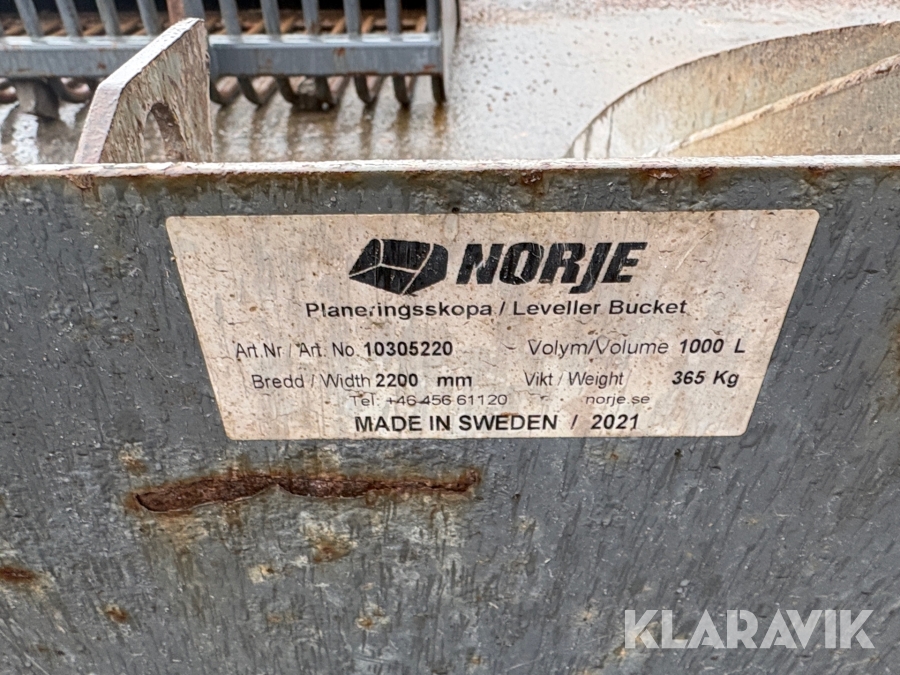 NORJE
Planeringsskopa / Leveller Bucket
Art.Nr / Art. No. 10305220 Volym/Volume 1000 L
Bredd / Width 2200 mm Vikt / Weight 365 Kg
Tel: +46 456 61120 norje.se
MADE IN SWEDEN / 2021
KLARAVIK